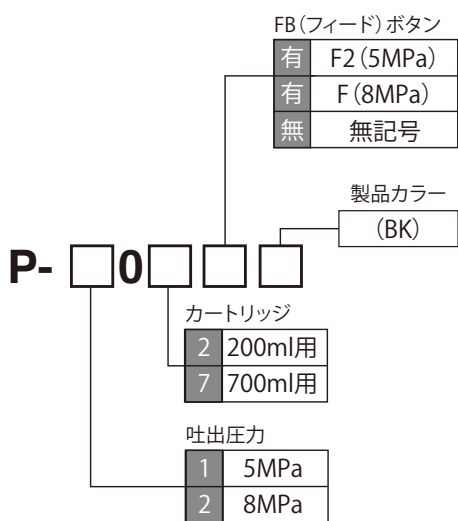 FB（フィード）ボタン
有 F2（5MPa）
有 F（8MPa）
無 無記号
製品カラー
（BK）
P- □0□□□
カートリッジ
2 200ml用
7 700ml用
吐出圧力
1 5MPa
2 8MPa